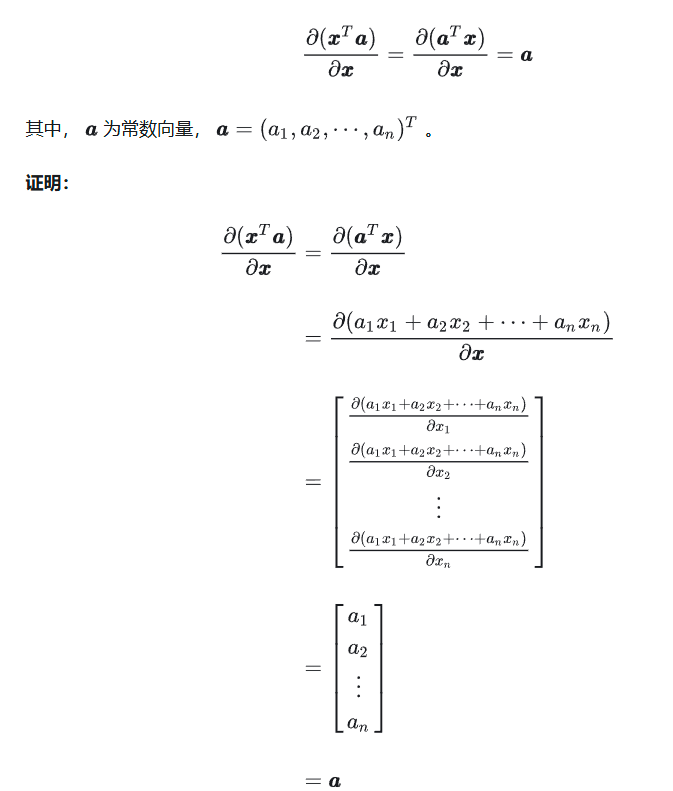 $$\frac{\partial(\boldsymbol{x}^T\boldsymbol{a})}{\partial\boldsymbol{x}} = \frac{\partial(\boldsymbol{a}^T\boldsymbol{x})}{\partial\boldsymbol{x}} = \boldsymbol{a}$$
其中， $\boldsymbol{a}$ 为常数向量， $\boldsymbol{a} = (a_1, a_2, \cdots, a_n)^T$ 。
证明：
$$\frac{\partial(\boldsymbol{x}^T\boldsymbol{a})}{\partial\boldsymbol{x}} = \frac{\partial(\boldsymbol{a}^T\boldsymbol{x})}{\partial\boldsymbol{x}}$$
$$= \frac{\partial(a_1x_1 + a_2x_2 + \cdots + a_nx_n)}{\partial\boldsymbol{x}}$$
$$= \begin{bmatrix} \frac{\partial(a_1x_1+a_2x_2+\cdots+a_nx_n)}{\partial x_1} \\ \frac{\partial(a_1x_1+a_2x_2+\cdots+a_nx_n)}{\partial x_2} \\ \vdots \\ \frac{\partial(a_1x_1+a_2x_2+\cdots+a_nx_n)}{\partial x_n} \end{bmatrix}$$
$$= \begin{bmatrix} a_1 \\ a_2 \\ \vdots \\ a_n \end{bmatrix}$$
$$= \boldsymbol{a}$$